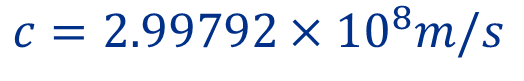 c = 2.99792 × 10⁸m/s